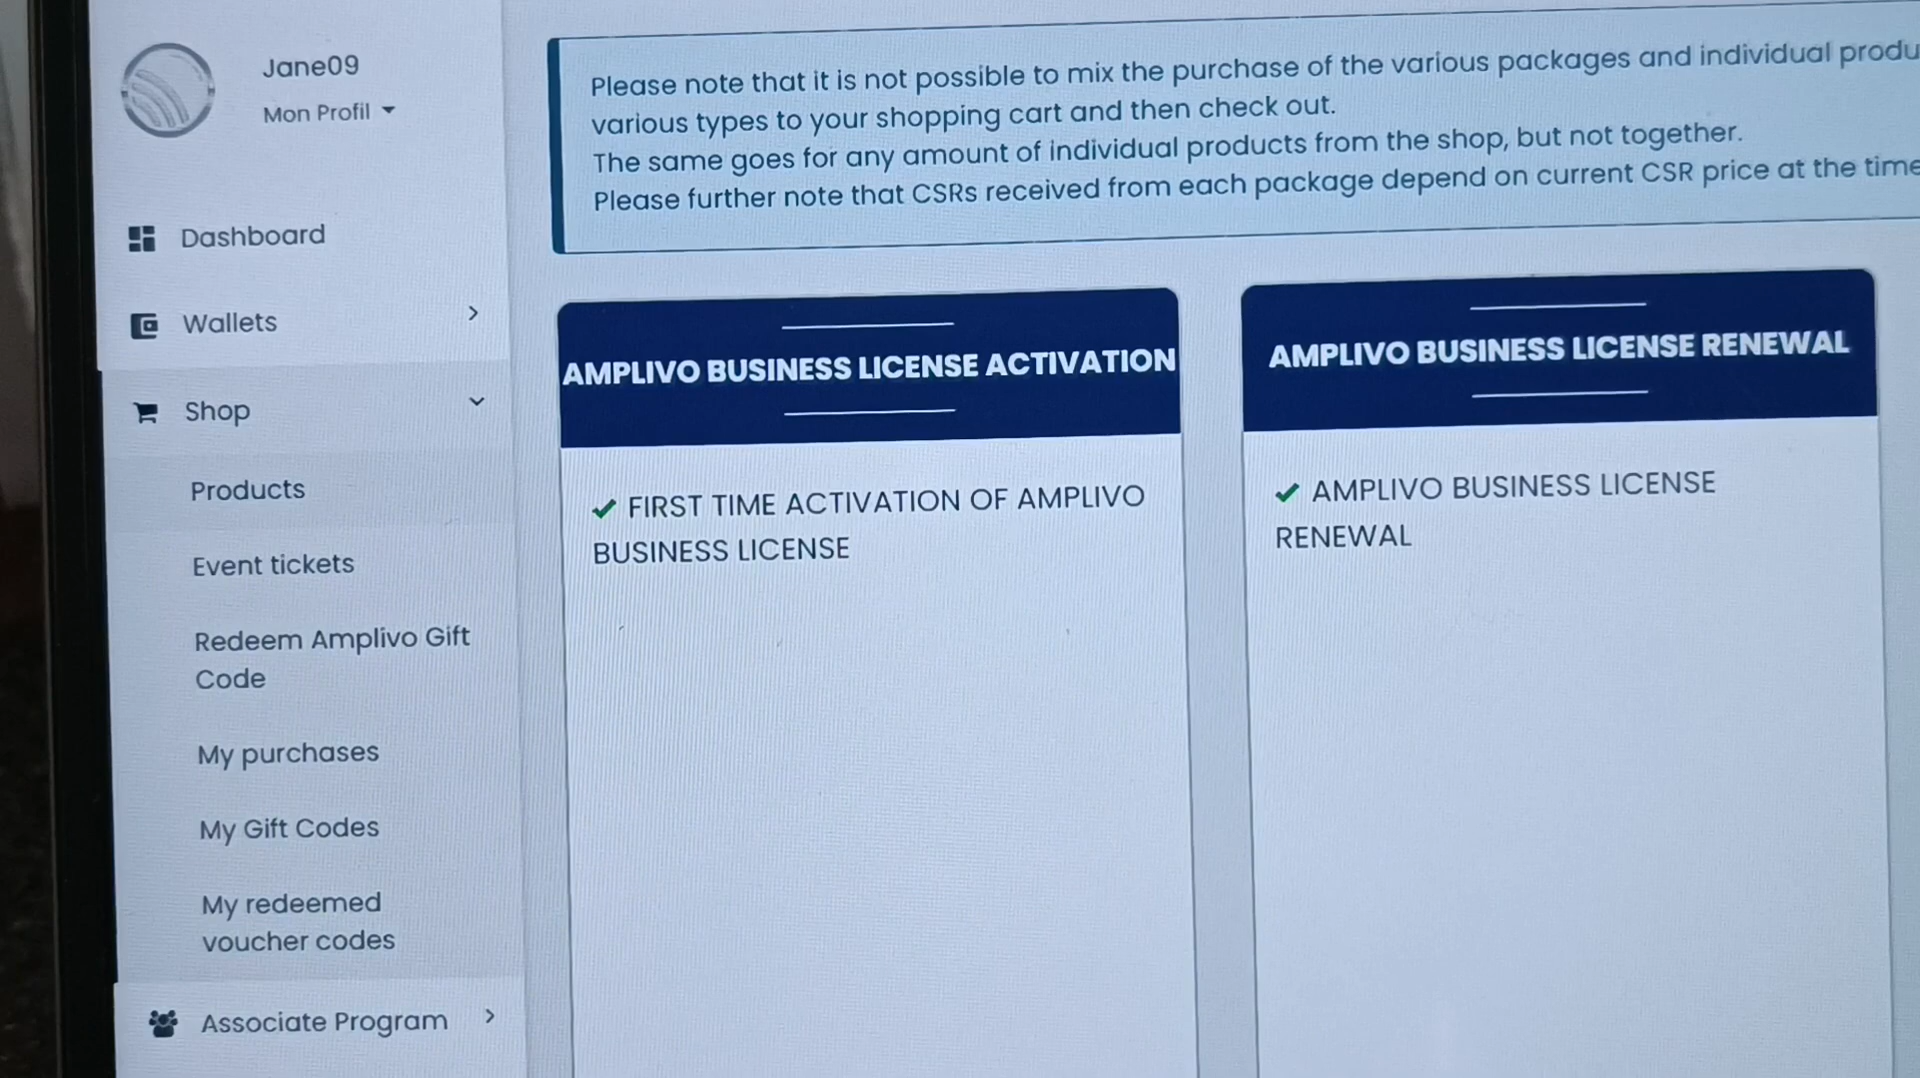 Jane09
Mon Profil
Dashboard
Wallets
Shop
Products
Event tickets
Redeem Amplivo Gift
Code
My purchases
My Gift Codes
My redeemed
voucher codes
Associate Program
Please note that it is not possible to mix the purchase of the various packages and individual produ
various types to your shopping cart and then check out.
The same goes for any amount of individual products from the shop, but not together.
Please further note that CSRs received from each package depend on current CSR price at the time
AMPLIVO BUSINESS LICENSE ACTIVATION
FIRST TIME ACTIVATION OF AMPLIVO
BUSINESS LICENSE
AMPLIVO BUSINESS LICENSE RENEWAL
AMPLIVO BUSINESS LICENSE
RENEWAL